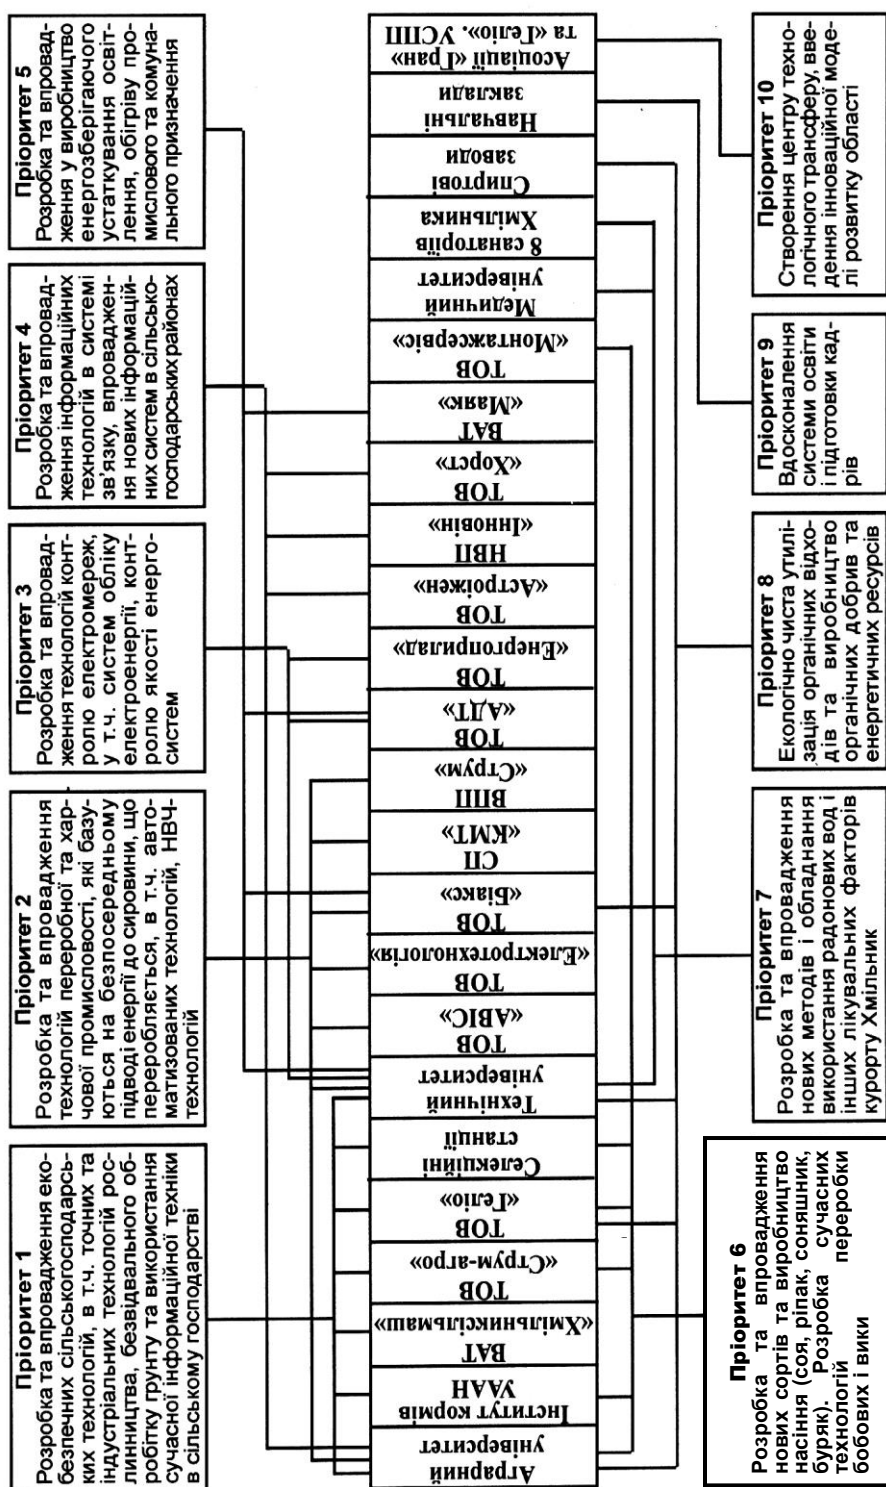 Пріоритет 1
Розробка та впровадження еко-
безпечних сільськогосподарсь-
ких технологій, в т.ч. точних та
індустріальних технологій рос-
линництва, безвідвального об-
робітку грунту та використання
сучасної інформаційної техніки
в сільському господарстві
Пріоритет 2
Розробка та впровадження
технологій переробної та хар-
чової промисловості, які базу-
ються на безпосередньому
підводі енергії до сировини, що
переробляється, в т.ч. авто-
матизованих технологій, НВЧ-
технологій
Пріоритет 3
Розробка та впровад-
ження технологій конт-
ролю електромереж,
у т.ч. систем обліку
електроенергії, конт-
ролю якості енерго-
систем
Пріоритет 4
Розробка та впровад-
ження інформаційних
технологій в системі
зв'язку, впроваджен-
ня нових інформацій-
них систем в сільсько-
господарських районах
Пріоритет 5
Розробка та впровад-
ження у виробництво
енергозберігаючого
устаткування освіт-
лення, обігріву про-
мислового та комуна-
льного призначення
Аграрний
університет
Інститут кормів
УААН
ВАТ
«Хмільниксільмаш»
ТОВ
«Струм-агро»
ТОВ
«Геліо»
Селекційні
станції
Технічний
університет
ТОВ
«АВІС»
ТОВ
«Електротехнологія»
ТОВ
«Біакс»
СП
«КМТ»
ВПП
«Струм»
ТОВ
«АДТ»
ТОВ
«Енергоприлад»
ТОВ
«Астроіжен»
НВП
«Інновін»
ТОВ
«Хорст»
ВАТ
«Маяк»
ТОВ
«Монтажсервіс»
Медичний
університет
8 санаторіїв
Хмільника
Спиртові
заводи
Навчальні
заклади
Асоціації «Гран»
та «Геліо». УСПП
Пріоритет 6
Розробка та впровадження
нових сортів та виробництво
насіння (соя, ріпак, соняшник,
буряк). Розробка сучасних
технологій переробки
бобових і вики
Пріоритет 7
Розробка та впровадження
нових методів і обладнання
використання радонових вод і
інших лікувальних факторів
курорту Хмільник
Пріоритет 8
Екологічно чиста утилі-
зація органічних відхо-
дів та виробництво
органічних добрив та
енергетичних ресурсів
Пріоритет 9
Вдосконалення
системи освіти
і підготовки кад-
рів
Пріоритет 10
Створення центру техно-
логічного трансферу, вве-
дення інноваційної моде-
лі розвитку області